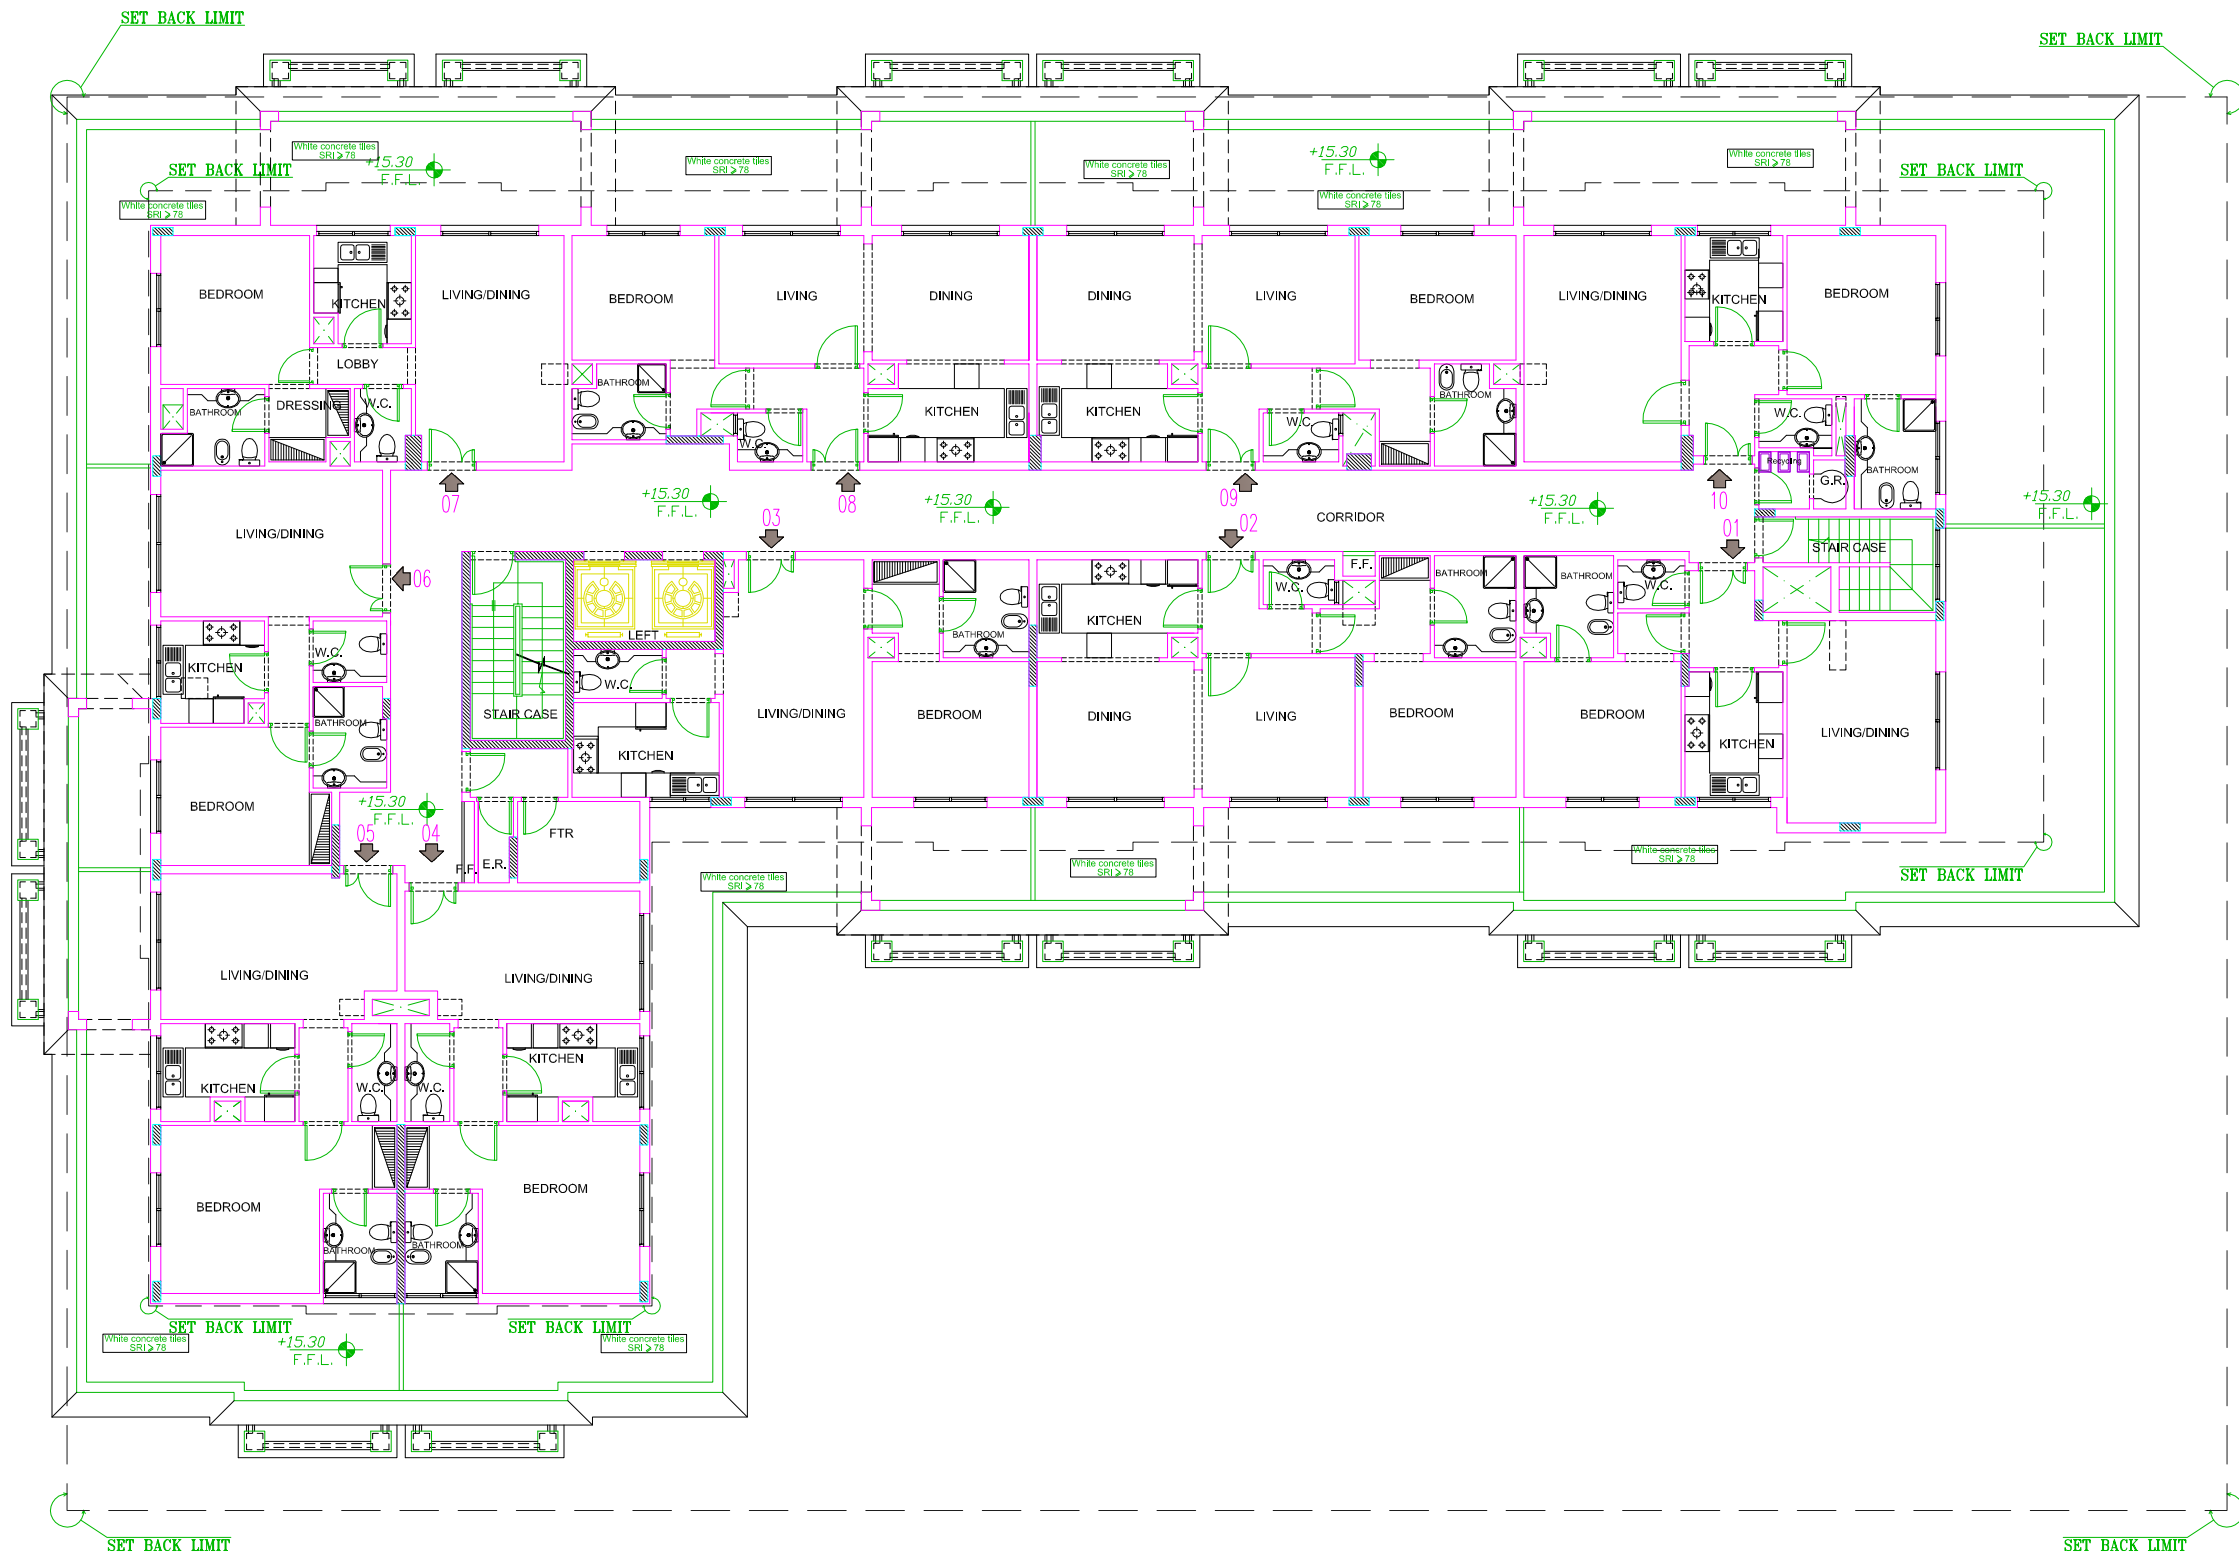 SET BACK LIMIT
SET BACK LIMIT
White concrete tiles
SRI ⩾ 78
+15.30
F.F.L.
SET BACK LIMIT
White concrete tiles
SRI ⩾ 78
White concrete tiles
SRI ⩾ 78
White concrete tiles
SRI ⩾ 78
+15.30
F.F.L.
White concrete tiles
SRI ⩾ 78
White concrete tiles
SRI ⩾ 78
SET BACK LIMIT
BEDROOM
KITCHEN
LIVING/DINING
BEDROOM
LIVING
DINING
DINING
LIVING
BEDROOM
LIVING/DINING
KITCHEN
BEDROOM
LOBBY
BATHROOM
DRESSING
W.C.
BATHROOM
W.C.
KITCHEN
KITCHEN
W.C.
BATHROOM
W.C.
Recycling
G.R.
BATHROOM
07
08
09
10
+15.30
F.F.L.
+15.30
F.F.L.
CORRIDOR
+15.30
F.F.L.
+15.30
F.F.L.
03
02
01
LIVING/DINING
06
STAIR CASE
LEFT
W.C.
STAIR CASE
KITCHEN
BATHROOM
KITCHEN
W.C.
F.F.
BATHROOM
BATHROOM
W.C.
W.C.
KITCHEN
BATHROOM
BEDROOM
LIVING/DINING
BEDROOM
DINING
LIVING
BEDROOM
BEDROOM
KITCHEN
LIVING/DINING
+15.30
F.F.L.
05
04
F.F.
E.R.
FTR
White concrete tiles
SRI ⩾ 78
White concrete tiles
SRI ⩾ 78
White concrete tiles
SRI ⩾ 78
SET BACK LIMIT
LIVING/DINING
LIVING/DINING
KITCHEN
W.C.
W.C.
KITCHEN
BEDROOM
BATHROOM
BATHROOM
BEDROOM
SET BACK LIMIT
SET BACK LIMIT
White concrete tiles
SRI ⩾ 78
+15.30
F.F.L.
White concrete tiles
SRI ⩾ 78
SET BACK LIMIT
SET BACK LIMIT